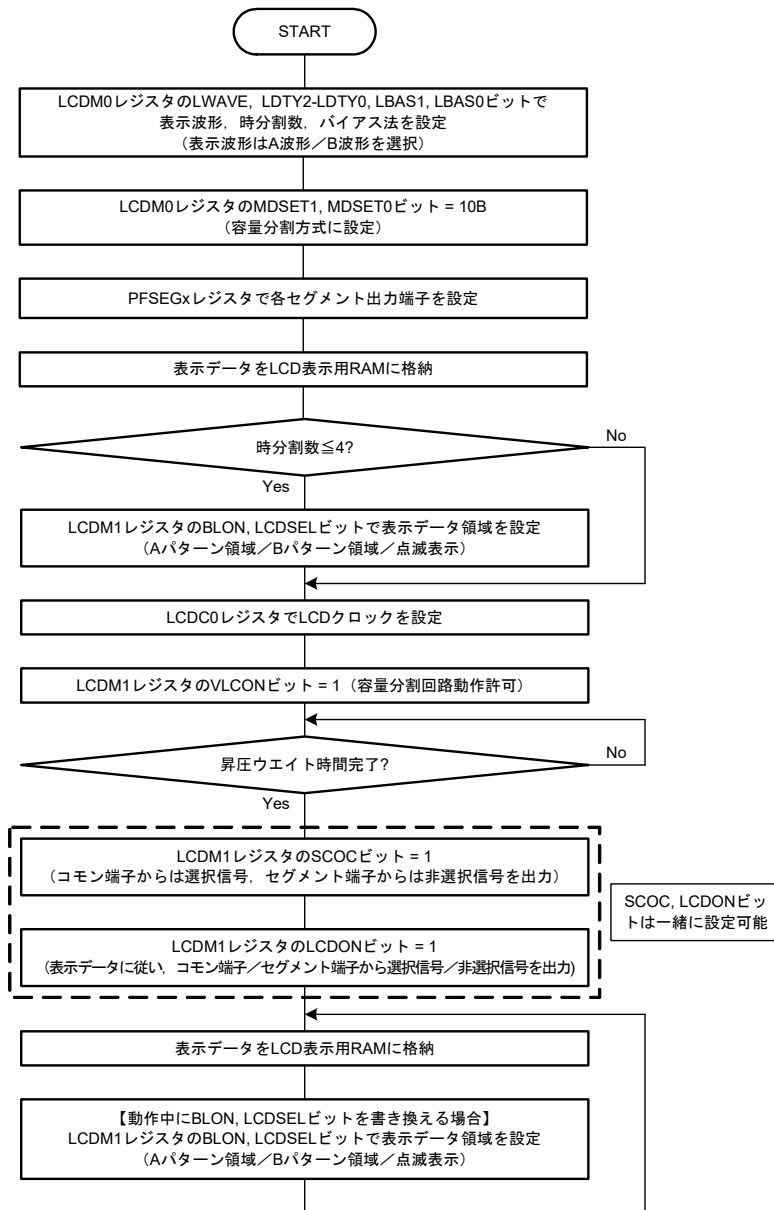 START
LCDM0レジスタのLWAVE, LDTY2-LDTY0, LBAS1, LBAS0ビットで
表示波形，時分割数，バイアス法を設定
（表示波形はA波形／B波形を選択）
LCDM0レジスタのMDSET1, MDSET0ビット = 10B
（容量分割方式に設定）
PFSEGxレジスタで各セグメント出力端子を設定
表示データをLCD表示用RAMに格納
時分割数≦4?
No
Yes
LCDM1レジスタのBLON, LCDSELビットで表示データ領域を設定
（Aパターン領域／Bパターン領域／点滅表示）
LCDC0レジスタでLCDクロックを設定
LCDM1レジスタのVLCONビット = 1（容量分割回路動作許可）
昇圧ウエイト時間完了?
No
Yes
LCDM1レジスタのSCOCビット = 1
（コモン端子からは選択信号，セグメント端子からは非選択信号を出力）
SCOC, LCDONビッ
トは一緒に設定可能
LCDM1レジスタのLCDONビット = 1
(表示データに従い，コモン端子／セグメント端子から選択信号／非選択信号を出力)
表示データをLCD表示用RAMに格納
【動作中にBLON, LCDSELビットを書き換える場合】
LCDM1レジスタのBLON, LCDSELビットで表示データ領域を設定
（Aパターン領域／Bパターン領域／点滅表示）